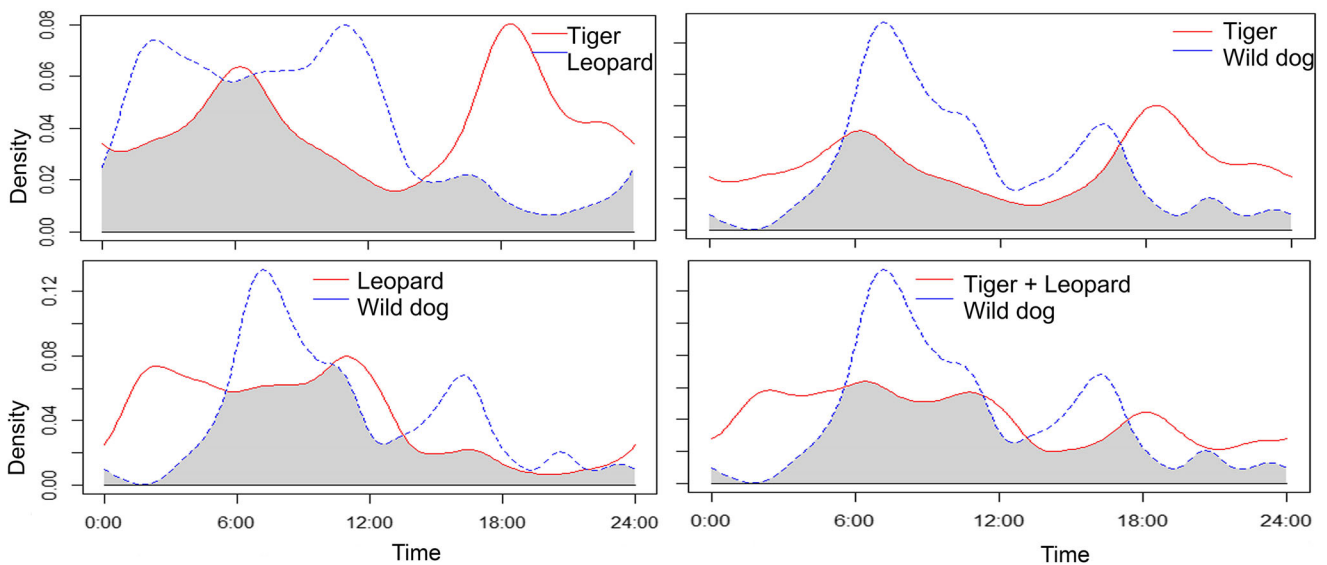 0.08
0.06
0.04
0.02
0.00
Density
Tiger
Leopard
Tiger
Wild dog
0.12
0.08
0.04
0.00
Density
Leopard
Wild dog
0:00 6:00 12:00 18:00 24:00
Time
Tiger + Leopard
Wild dog
0:00 6:00 12:00 18:00 24:00
Time